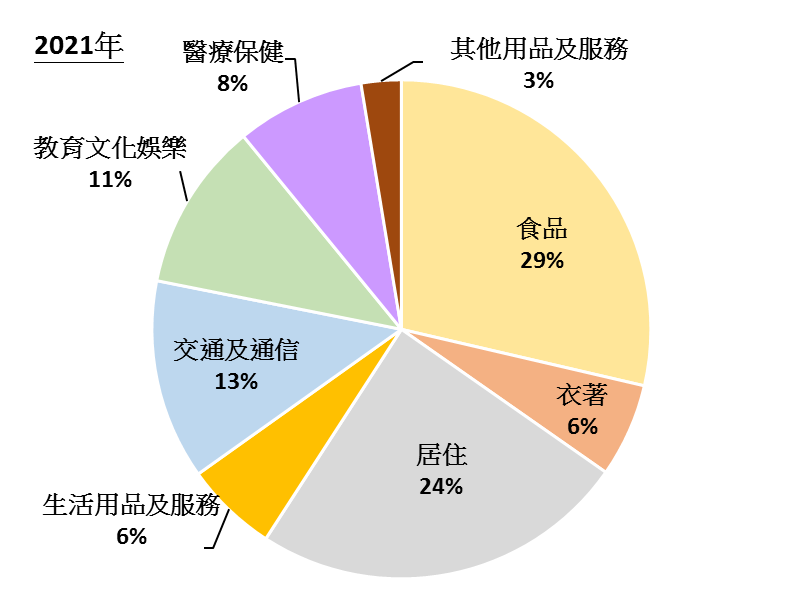 2021年
醫療保健
8%
其他用品及服務
3%
教育文化娛樂
11%
食品
29%
交通及通信
13%
衣著
6%
居住
24%
生活用品及服務
6%